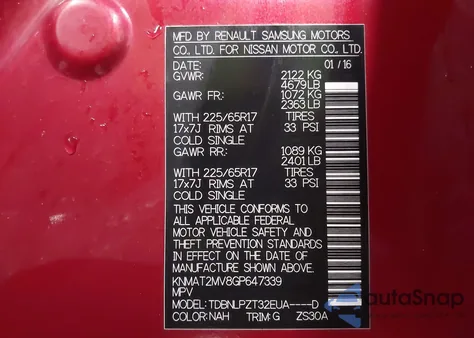 MFD BY RENAULT SAMSUNG MOTORS
CO., LTD. FOR NISSAN MOTOR CO., LTD.
DATE: 01 / 16
GVWR: 2122 KG
4679 LB
GAWR FR: 1072 KG
2363 LB
WITH 225/65R17 TIRES
17x7J RIMS AT 33 PSI
COLD SINGLE
GAWR RR: 1089 KG
2401 LB
WITH 225/65R17 TIRES
17x7J RIMS AT 33 PSI
COLD SINGLE
THIS VEHICLE CONFORMS TO
ALL APPLICABLE FEDERAL
MOTOR VEHICLE SAFETY AND
THEFT PREVENTION STANDARDS
IN EFFECT ON THE DATE OF
MANUFACTURE SHOWN ABOVE.
KNMAT2MV8GP647339
MPV
MODEL: TDBNLPZT32EUA----D
COLOR: NAH TRIM: G ZS30A
autoSnap